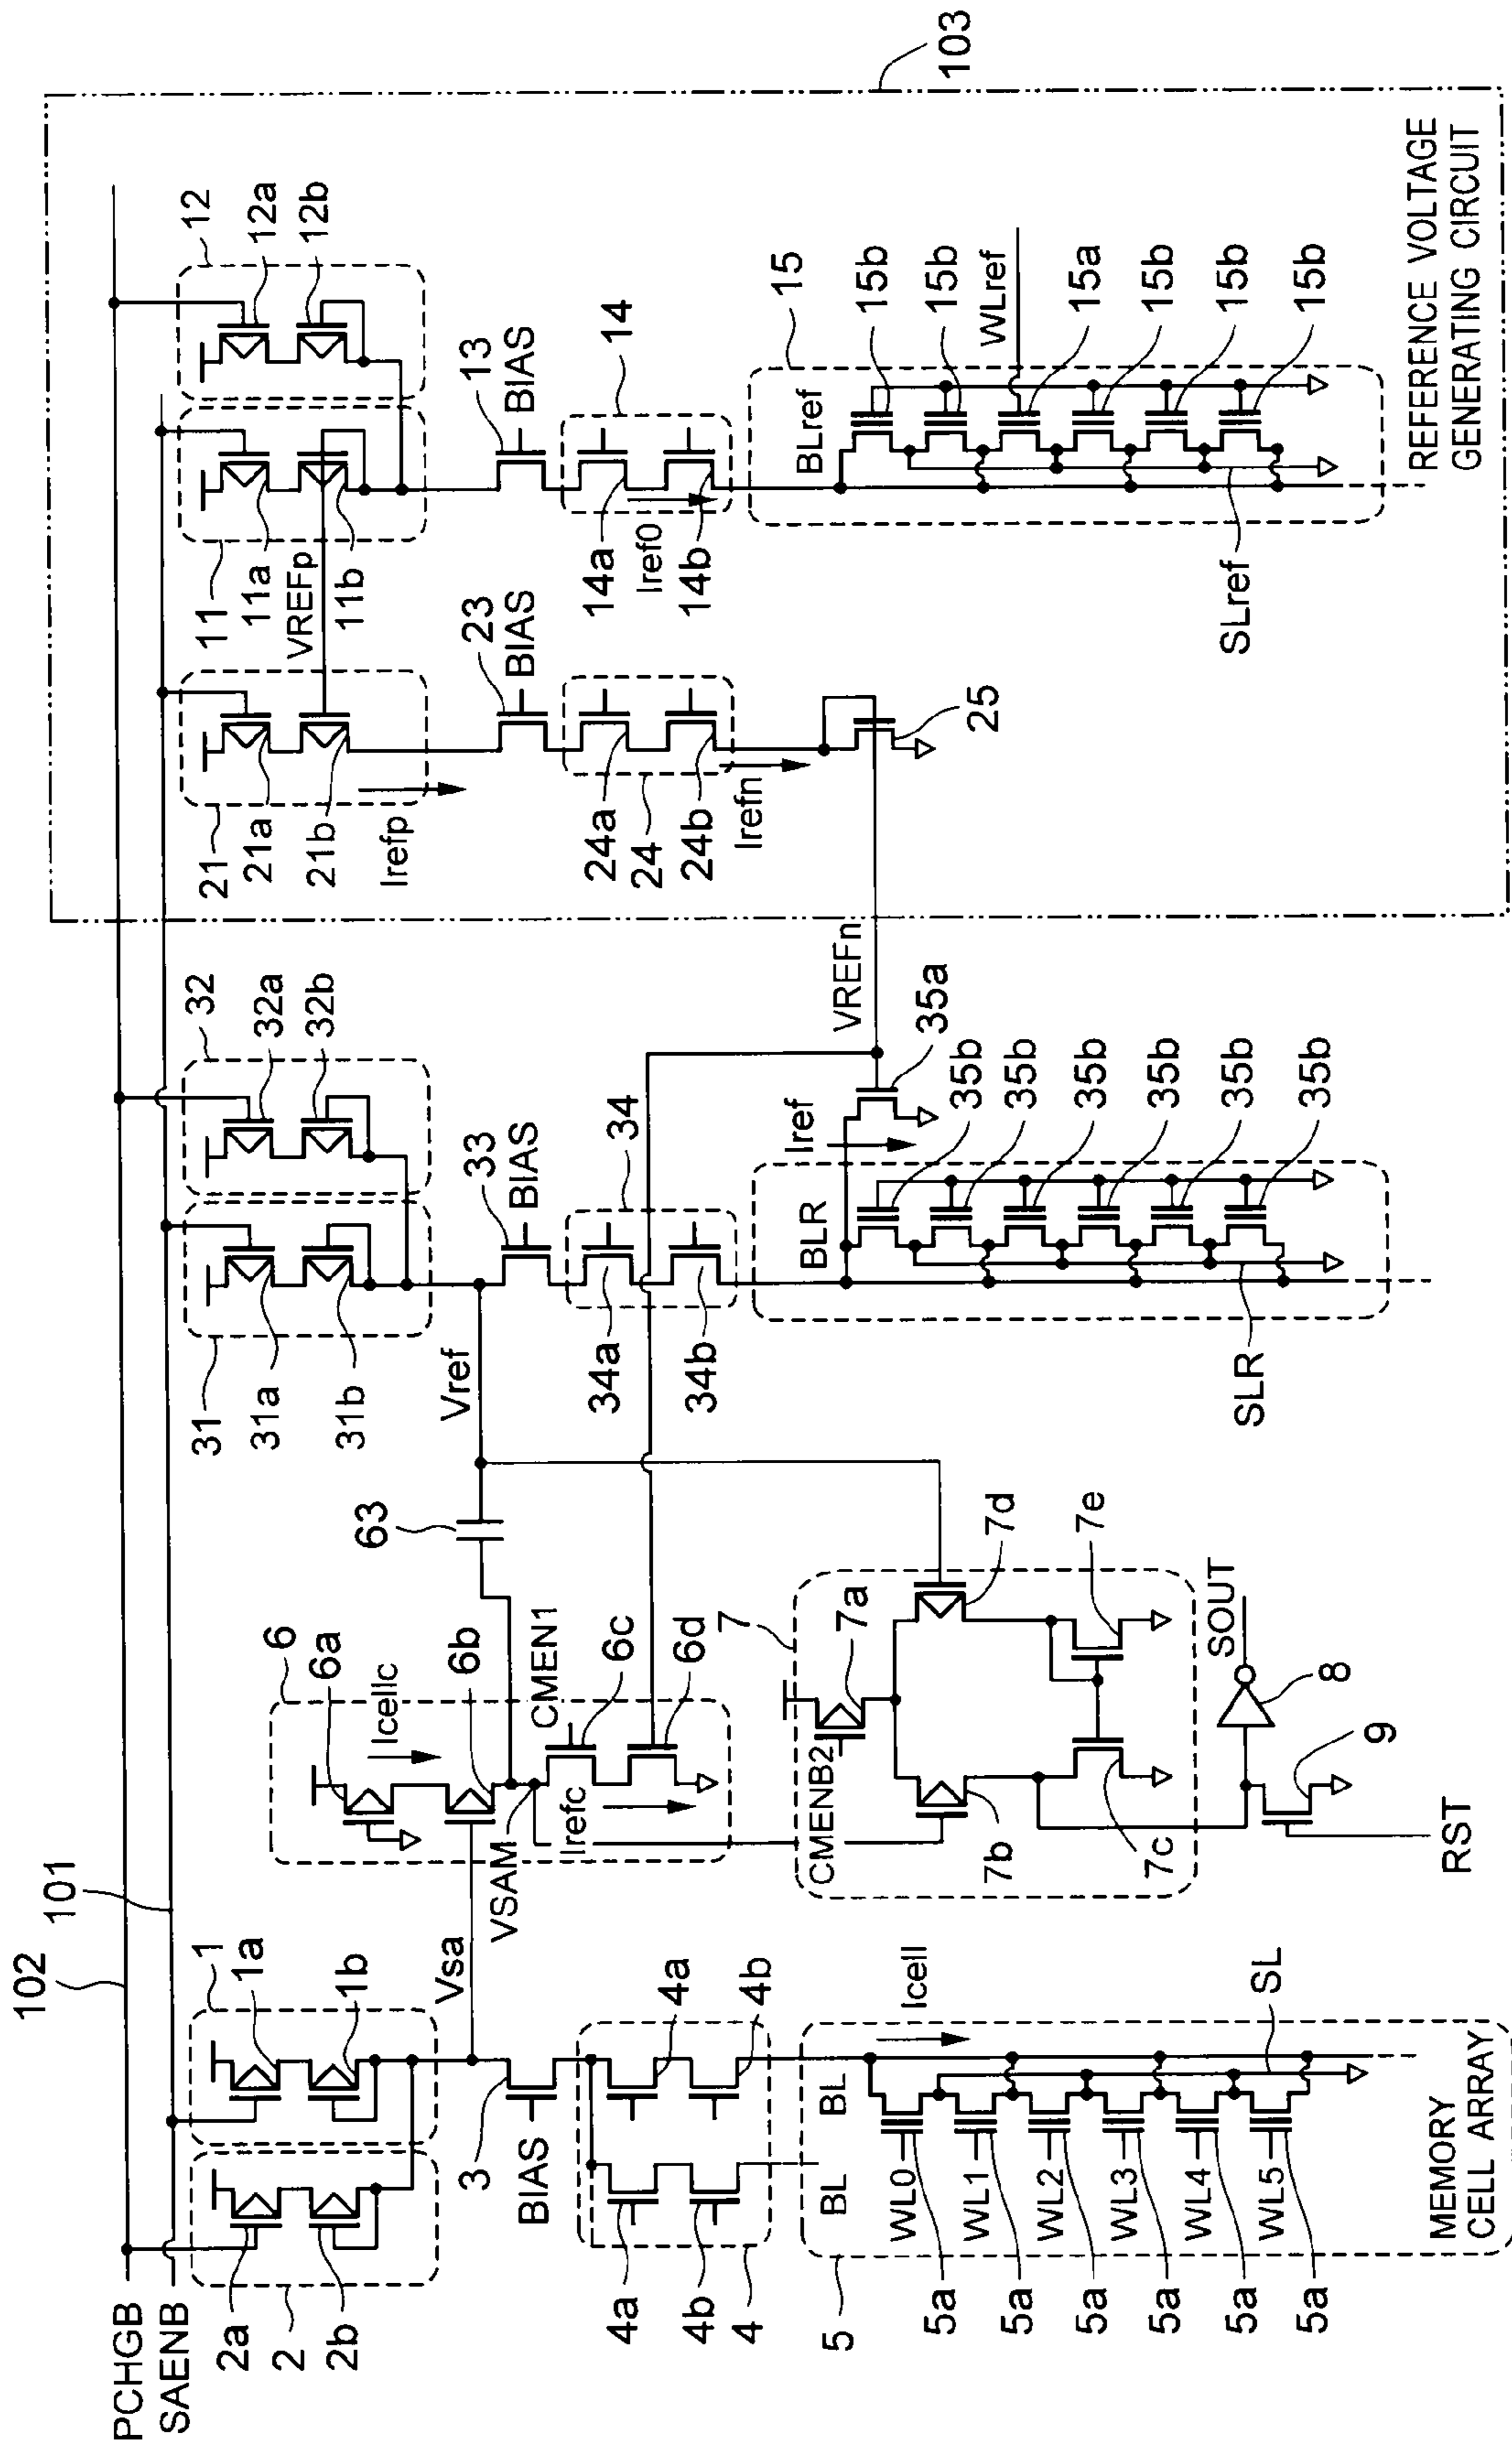 PCHGB
SAENB
102
101
1
1a
1b
2
2a
2b
Vsa
3
BIAS
4
4a
4b
4a
4b
5
BL
BL
Icell
WL0
WL1
WL2
WL3
WL4
WL5
5a
5a
5a
5a
5a
5a
SL
MEMORY
CELL ARRAY
6
6a
Icellc
6b
VSAM
CMEN1
Irefc
6c
6d
63
7
7a
CMENB2
7b
7c
7d
7e
SOUT
8
9
RST
31
31a
31b
32
32a
32b
Vref
33
BIAS
34
34a
34b
BLR
Iref
VREFn
35a
35b
35b
35b
35b
35b
35b
SLR
21
21a
21b
Irefp
23
BIAS
24a
24
24b
Irefn
25
11
11a
VREFp
11b
12
12a
12b
13
BIAS
14
14a
Iref0
14b
15
BLref
15b
15b
WLref
15a
15b
15b
15b
SLref
REFERENCE VOLTAGE
GENERATING CIRCUIT
103